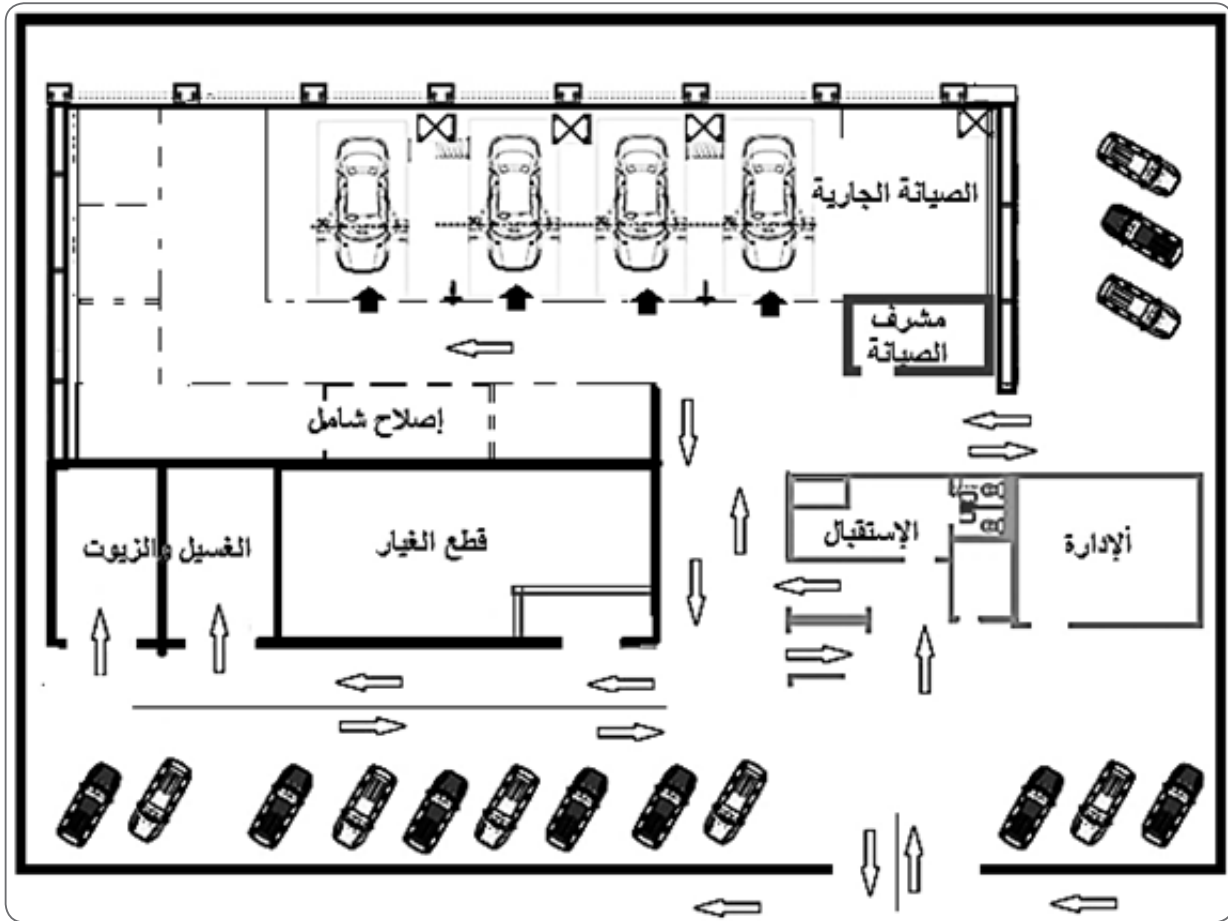 الصيانة الجارية
مشرف
الصيانة
إصلاح شامل
الإستقبال
ألإدارة
قطع الغيار
الغسيل والزيوت